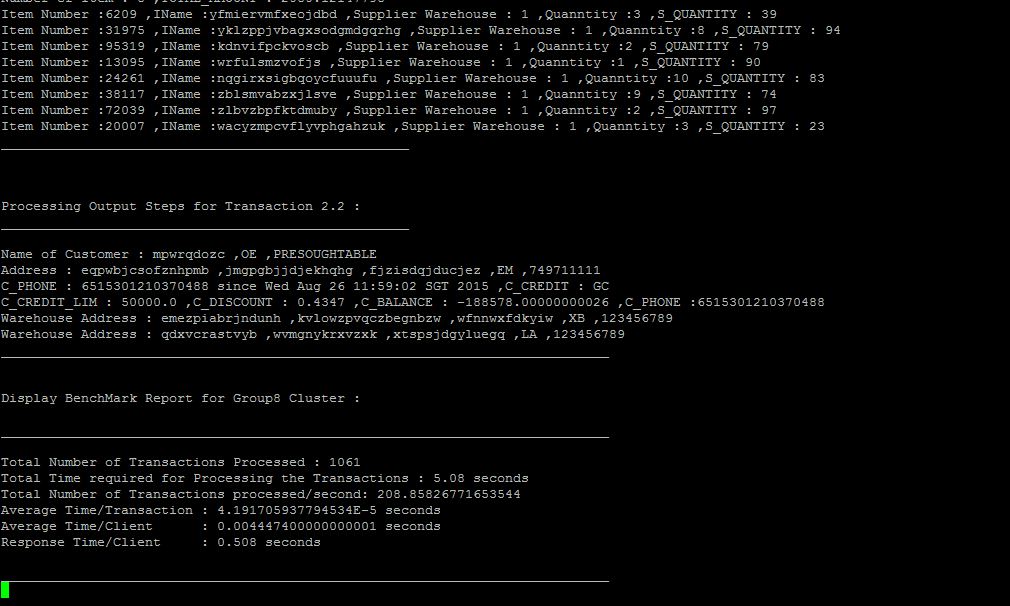 Item Number :6209 ,IName :yfmiervmfxeojdbd ,Supplier Warehouse : 1 ,Quanntity :3 ,S_QUANTITY : 39
Item Number :31975 ,IName :yklzppjvbagxsodgmdgqrhg ,Supplier Warehouse : 1 ,Quanntity :8 ,S_QUANTITY : 94
Item Number :95319 ,IName :kdnvifpckvoscb ,Supplier Warehouse : 1 ,Quanntity :2 ,S_QUANTITY : 79
Item Number :13095 ,IName :wrfulsmzvofjs ,Supplier Warehouse : 1 ,Quanntity :1 ,S_QUANTITY : 90
Item Number :24261 ,IName :nqgirxsigbqoycfuuufu ,Supplier Warehouse : 1 ,Quanntity :10 ,S_QUANTITY : 83
Item Number :38117 ,IName :zblsmvabzxjlsve ,Supplier Warehouse : 1 ,Quanntity :9 ,S_QUANTITY : 74
Item Number :72039 ,IName :zlbvzbpfktdmuby ,Supplier Warehouse : 1 ,Quanntity :2 ,S_QUANTITY : 97
Item Number :20007 ,IName :wacyzmpcvflyvphgahzuk ,Supplier Warehouse : 1 ,Quanntity :3 ,S_QUANTITY : 23
Processing Output Steps for Transaction 2.2 :
Name of Customer : mpwrqdozc ,OE ,PRESOUGHTABLE
Address : eqpwbjcsofznhpmb ,jmgpgbjjdjekhqhg ,fjzisdqjducjez ,EM ,749711111
C_PHONE : 6515301210370488 since Wed Aug 26 11:59:02 SGT 2015 ,C_CREDIT : GC
C_CREDIT_LIM : 50000.0 ,C_DISCOUNT : 0.4347 ,C_BALANCE : -188578.00000000026 ,C_PHONE :6515301210370488
Warehouse Address : emezpiabrjndunh ,kvlowzpvqczbegnbzw ,wfnnwxfdkyiw ,XB ,123456789
Warehouse Address : qdxvcrastvyb ,wvmgnykrxvzxk ,xtspsjdgyluegq ,LA ,123456789
Display BenchMark Report for Group8 Cluster :
Total Number of Transactions Processed : 1061
Total Time required for Processing the Transactions : 5.08 seconds
Total Number of Transactions processed/second: 208.85826771653544
Average Time/Transaction : 4.191705937794534E-5 seconds
Average Time/Client      : 0.004447400000000001 seconds
Response Time/Client     : 0.508 seconds